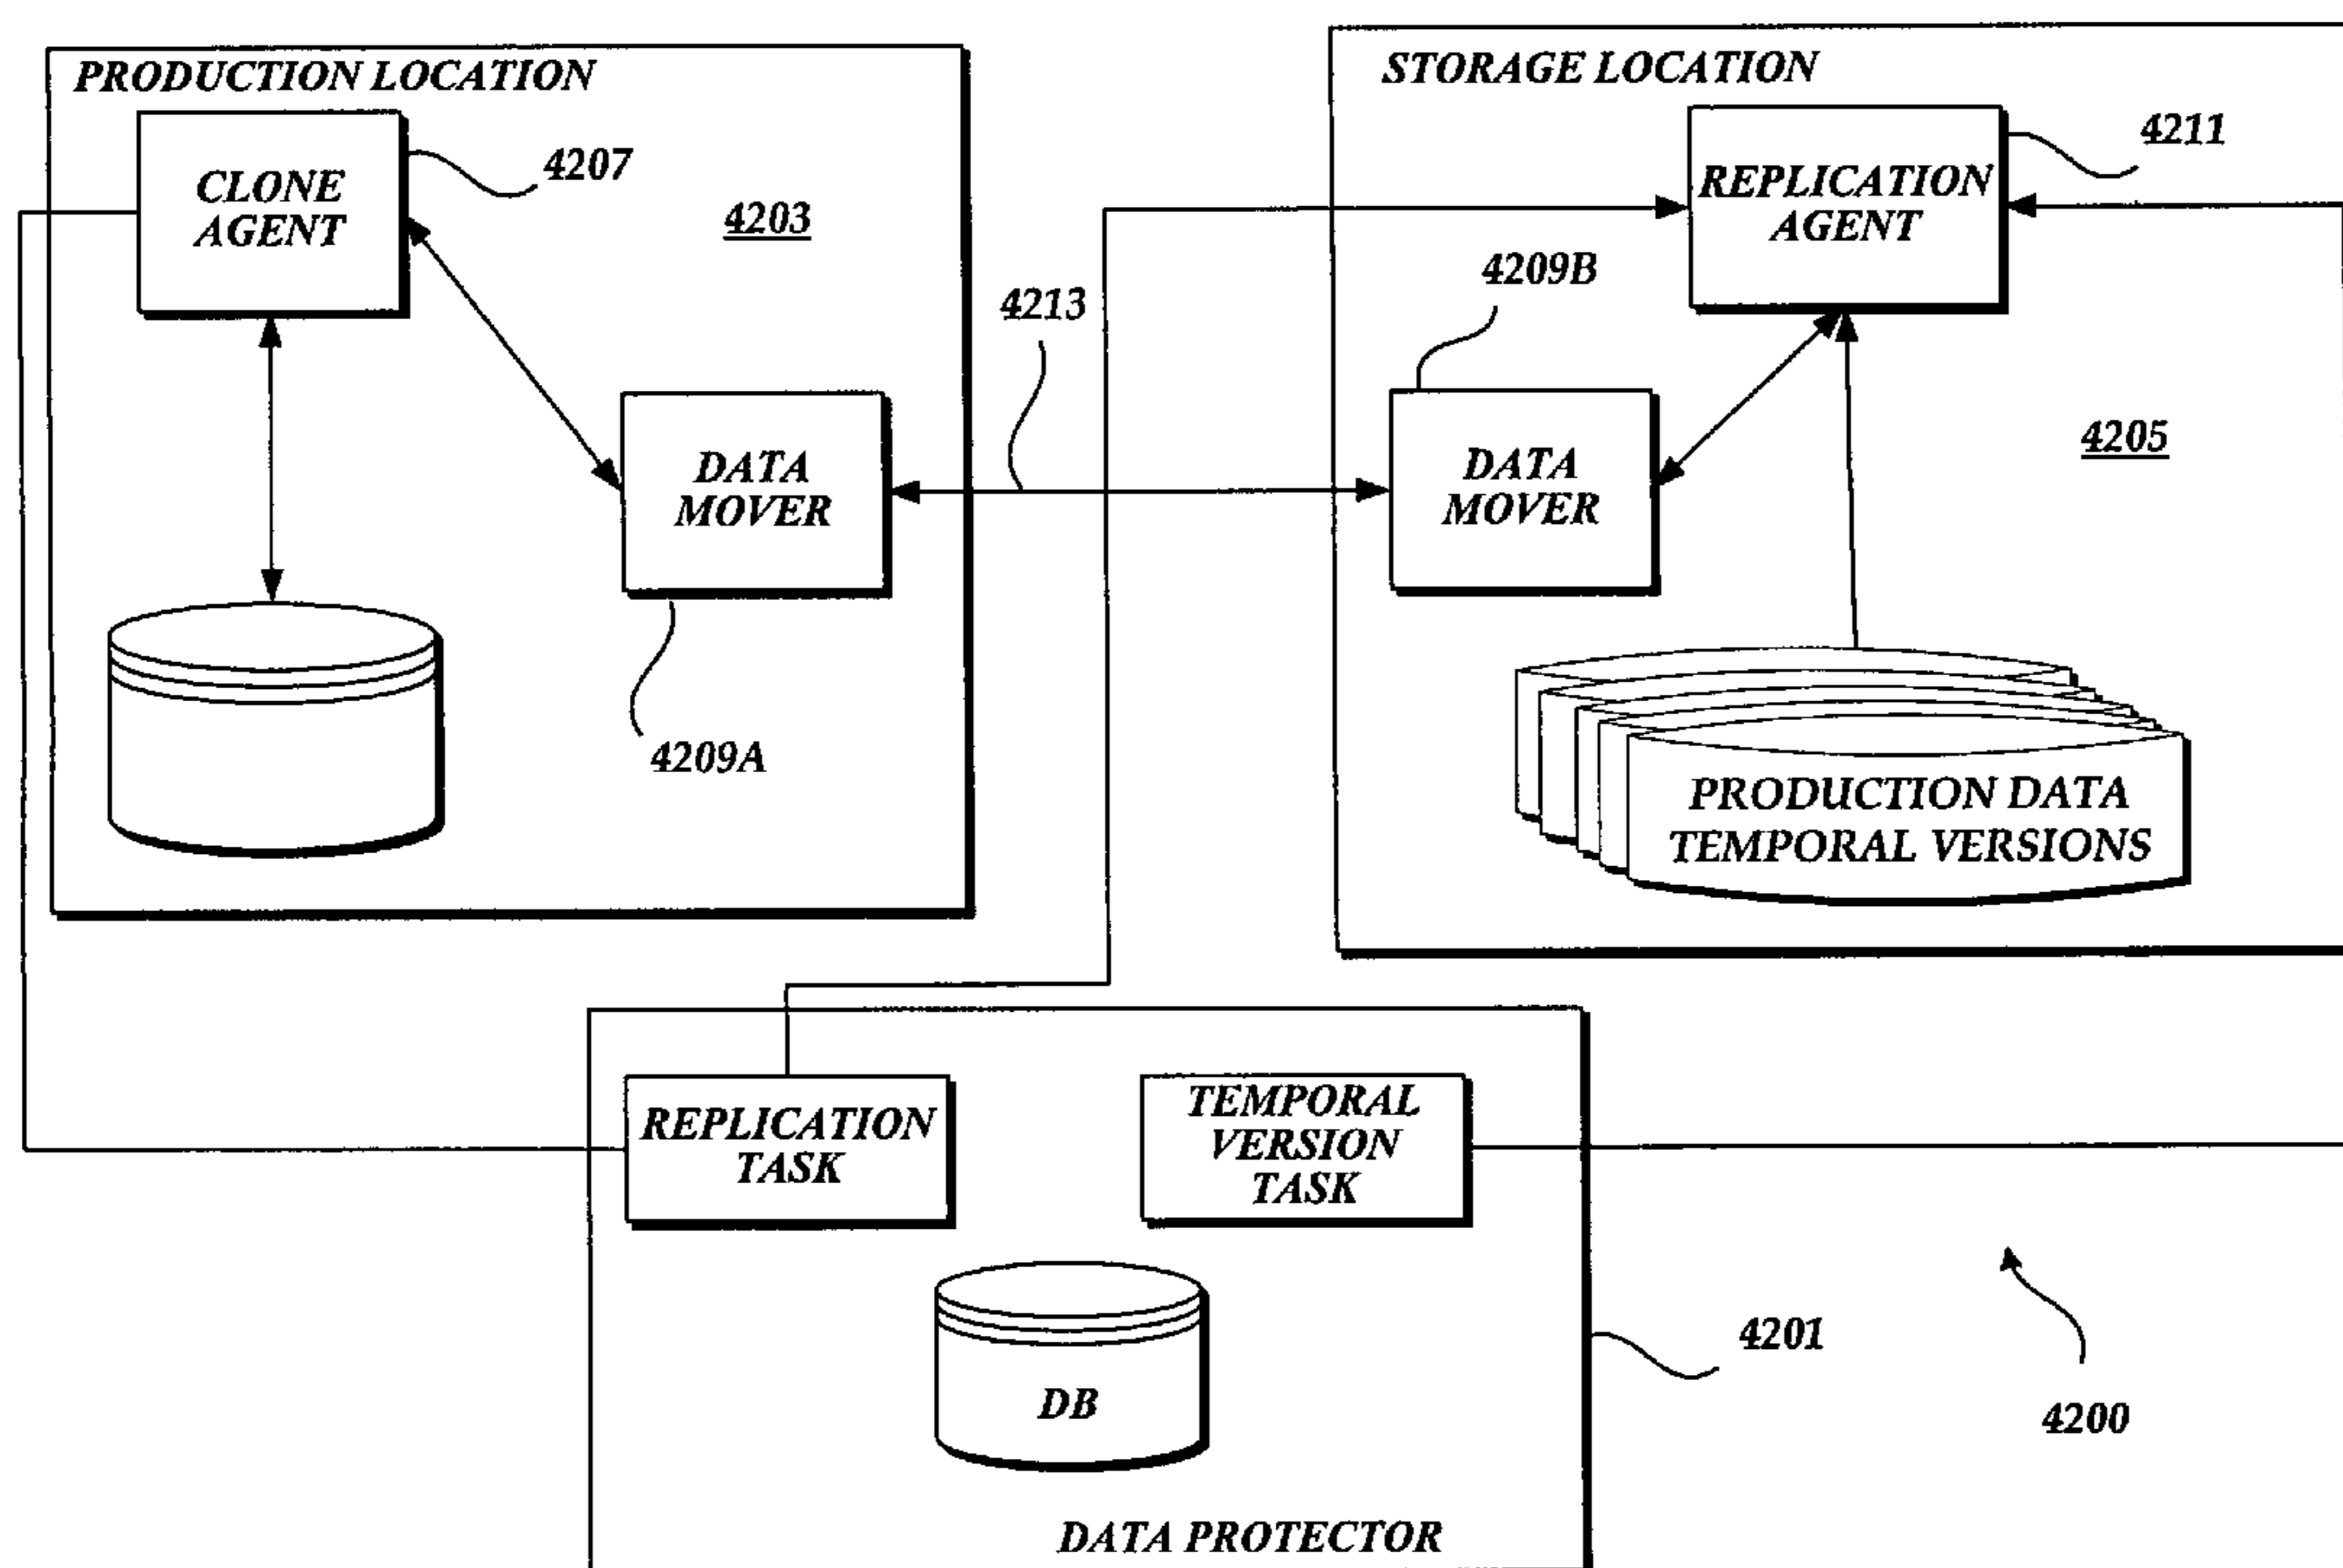 PRODUCTION LOCATION
CLONE
AGENT
4207
4203
4213
DATA
MOVER
4209A
STORAGE LOCATION
4211
REPLICATION
AGENT
4209B
4205
DATA
MOVER
PRODUCTION DATA
TEMPORAL VERSIONS
REPLICATION
TASK
TEMPORAL
VERSION
TASK
DB
4201
4200
DATA PROTECTOR